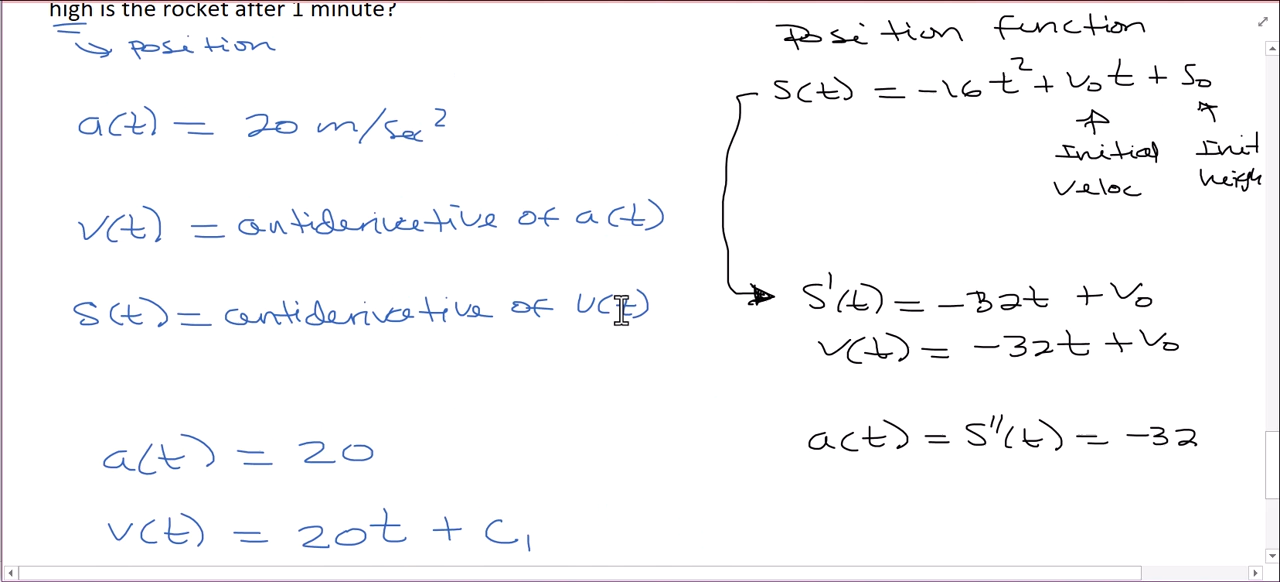 high is the rocket after 1 minute?
position
a(t) = 20 m/sec²
v(t) = antiderivative of a(t)
s(t) = antiderivative of v(t)
a(t) = 20
v(t) = 20t + C₁
Position function
s(t) = -16t² + v₀t + s₀
Initial
Veloc
Init
heigh
s'(t) = -32t + v₀
v(t) = -32t + v₀
a(t) = s''(t) = -32